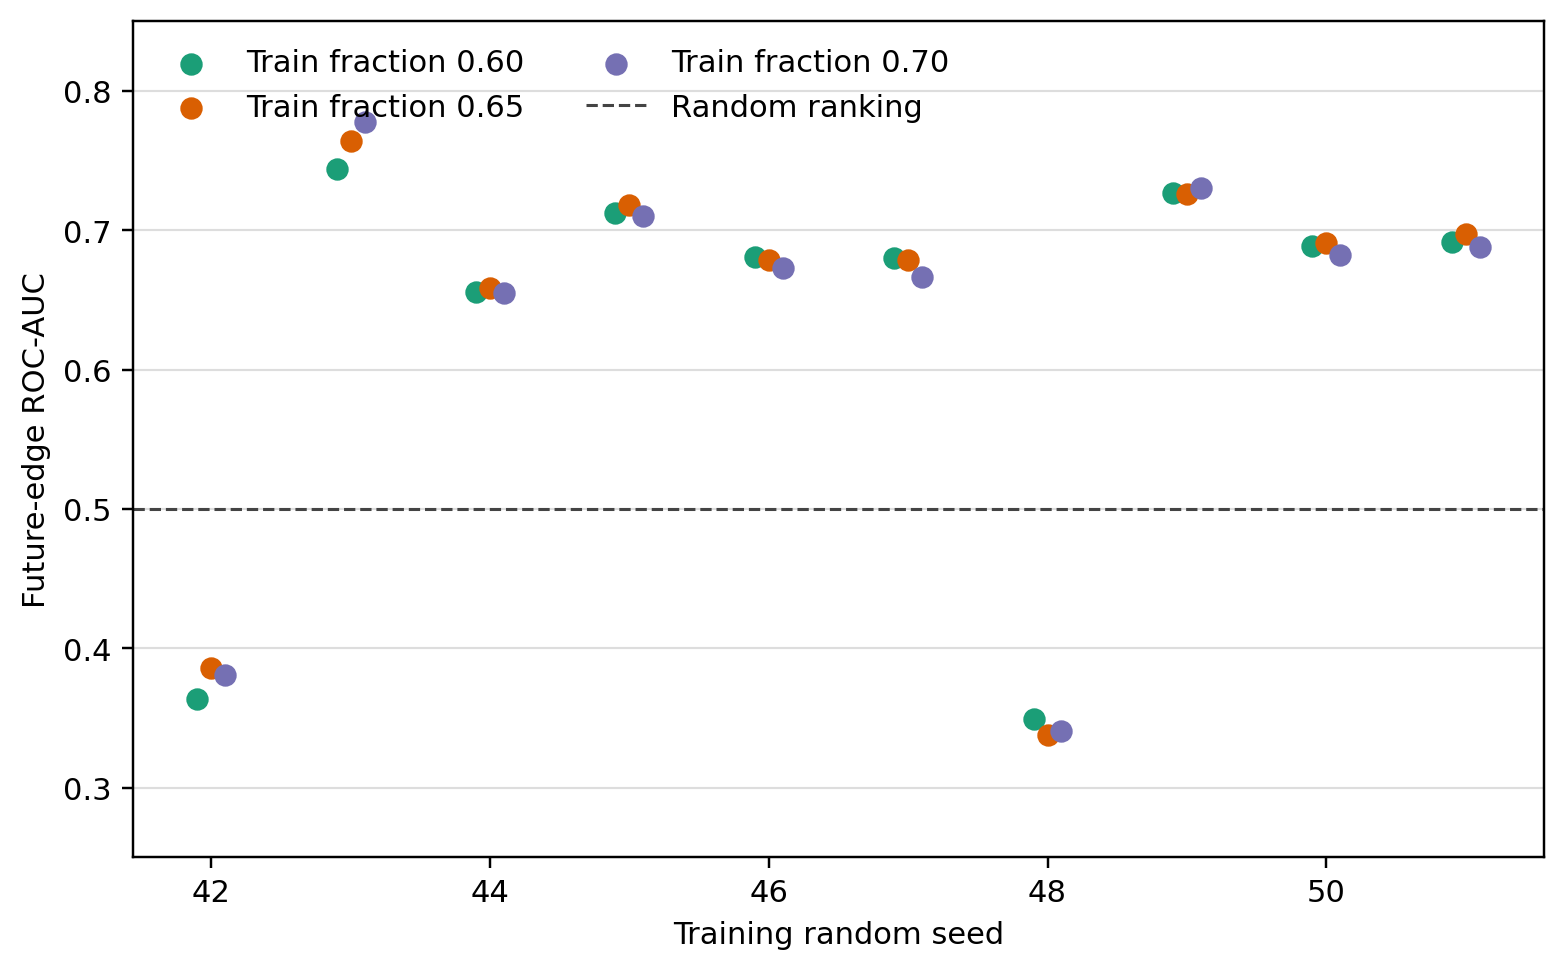 Train fraction 0.60
Train fraction 0.65
Train fraction 0.70
Random ranking
Future-edge ROC-AUC
0.8
0.7
0.6
0.5
0.4
0.3
42
44
46
48
50
Training random seed